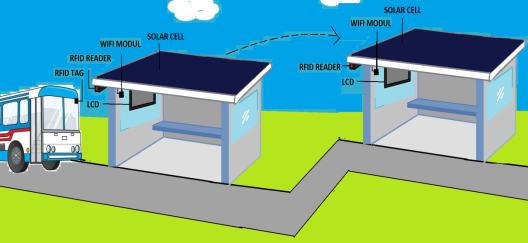 SOLAR CELL
WIFI MODUL
RFID READER
RFID TAG
LCD
SOLAR CELL
WIFI MODUL
RFID READER
LCD